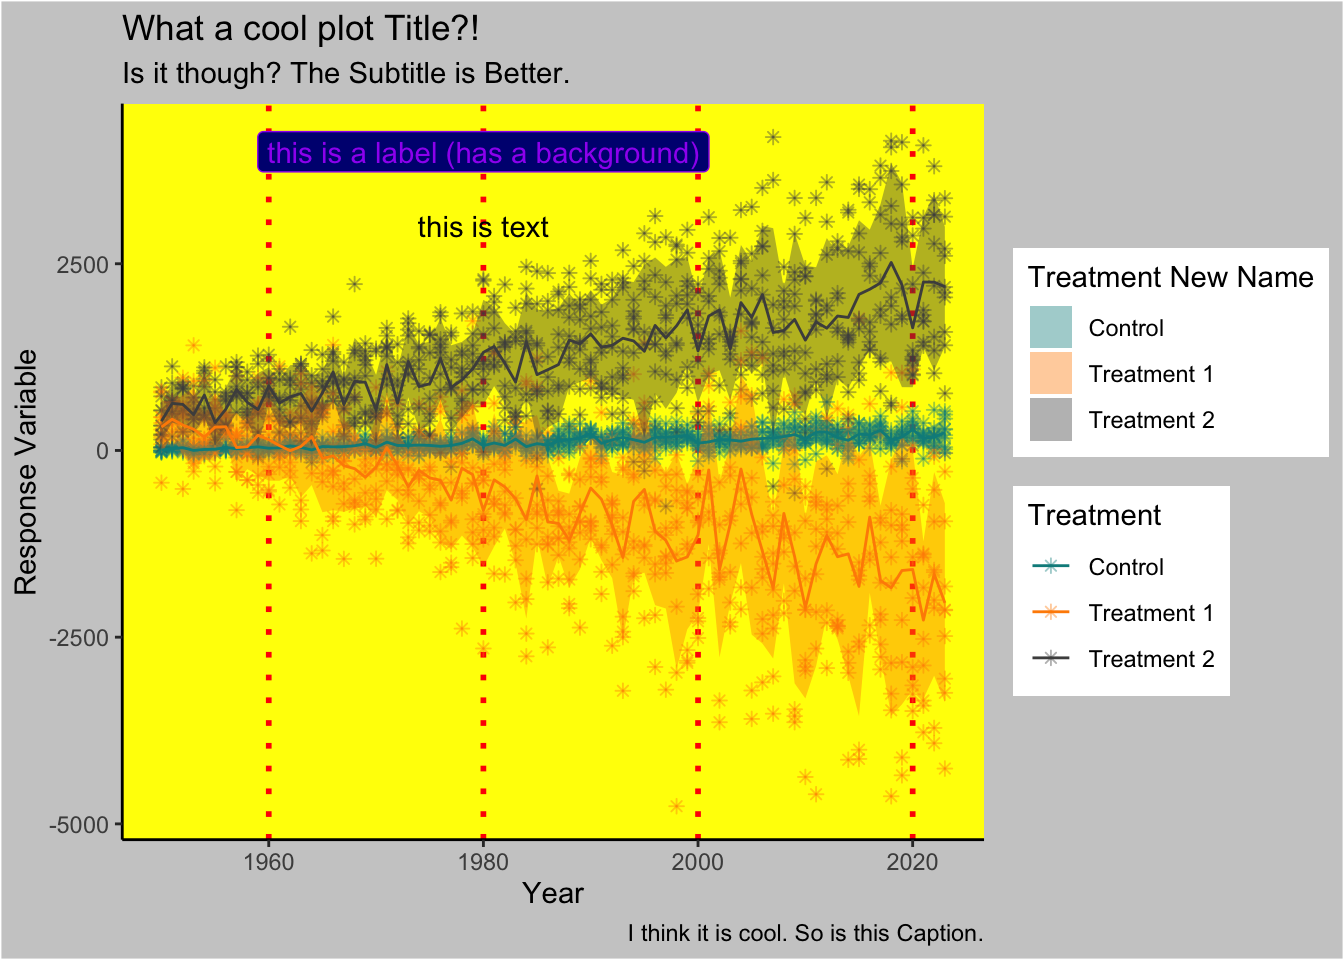 What a cool plot Title?!
Is it though? The Subtitle is Better.
this is a label (has a background)
this is text
Response Variable
2500
0
-2500
-5000
1960 1980 2000 2020
Year
I think it is cool. So is this Caption.
Treatment New Name
Control
Treatment 1
Treatment 2
Treatment
Control
Treatment 1
Treatment 2